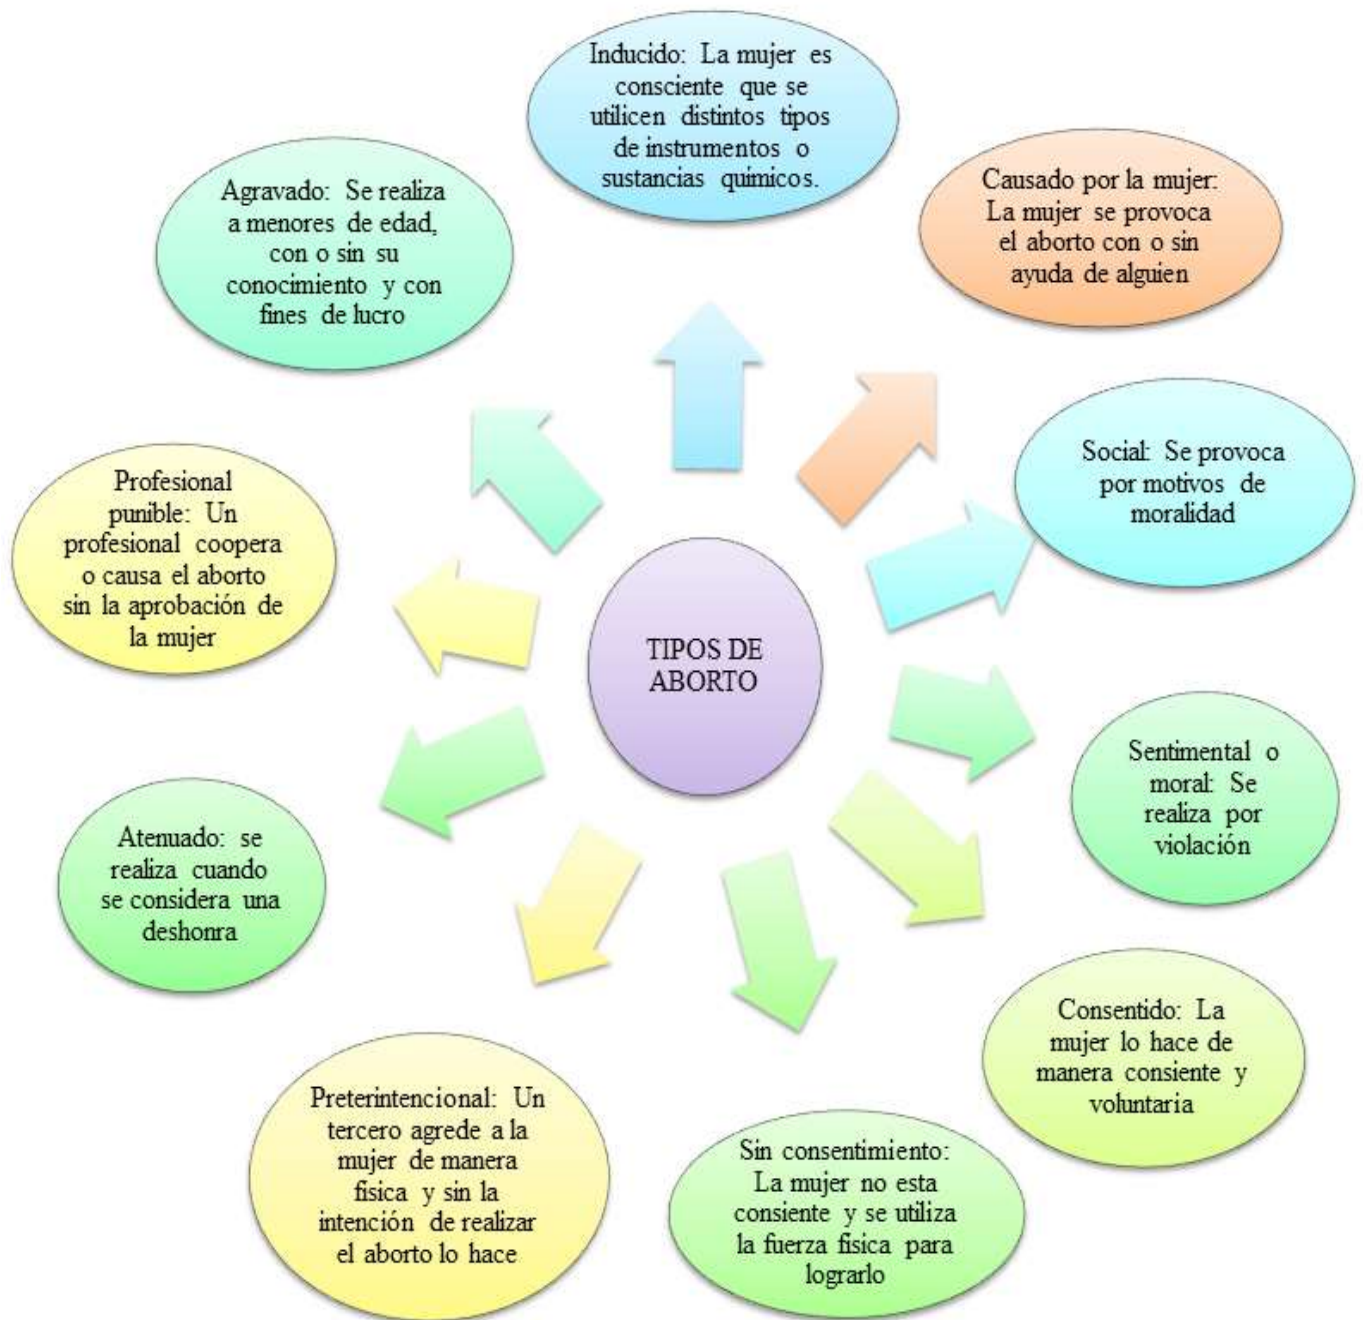 Inducido: La mujer es
consciente que se
utilicen distintos tipos
de instrumentos o
sustancias químicos.
Causado por la mujer:
La mujer se provoca
el aborto con o sin
ayuda de alguien
Social: Se provoca
por motivos de
moralidad
Sentimental o
moral: Se
realiza por
violación
Consentido: La
mujer lo hace de
manera consiente y
voluntaria
Sin consentimiento:
La mujer no esta
consiente y se utiliza
la fuerza física para
lograrlo
Preterintencional: Un
tercero agrede a la
mujer de manera
física y sin la
intención de realizar
el aborto lo hace
Atenuado: se
realiza cuando
se considera una
deshonra
Profesional
punible: Un
profesional coopera
o causa el aborto
sin la aprobación de
la mujer
Agravado: Se realiza
a menores de edad,
con o sin su
conocimiento y con
fines de lucro
TIPOS DE
ABORTO